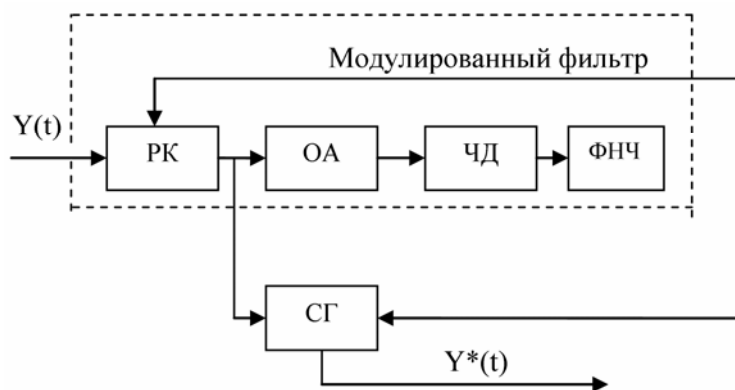 Модулированный фильтр
Y(t)
РК
ОА
ЧД
ФНЧ
СГ
Y*(t)